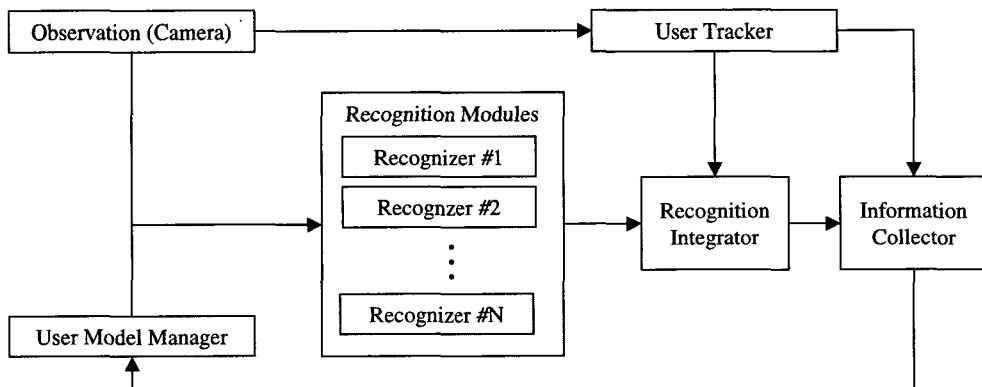 Observation (Camera)
User Tracker
Recognition Modules
Recognizer #1
Recognzer #2
Recognizer #N
Recognition
Integrator
Information
Collector
User Model Manager